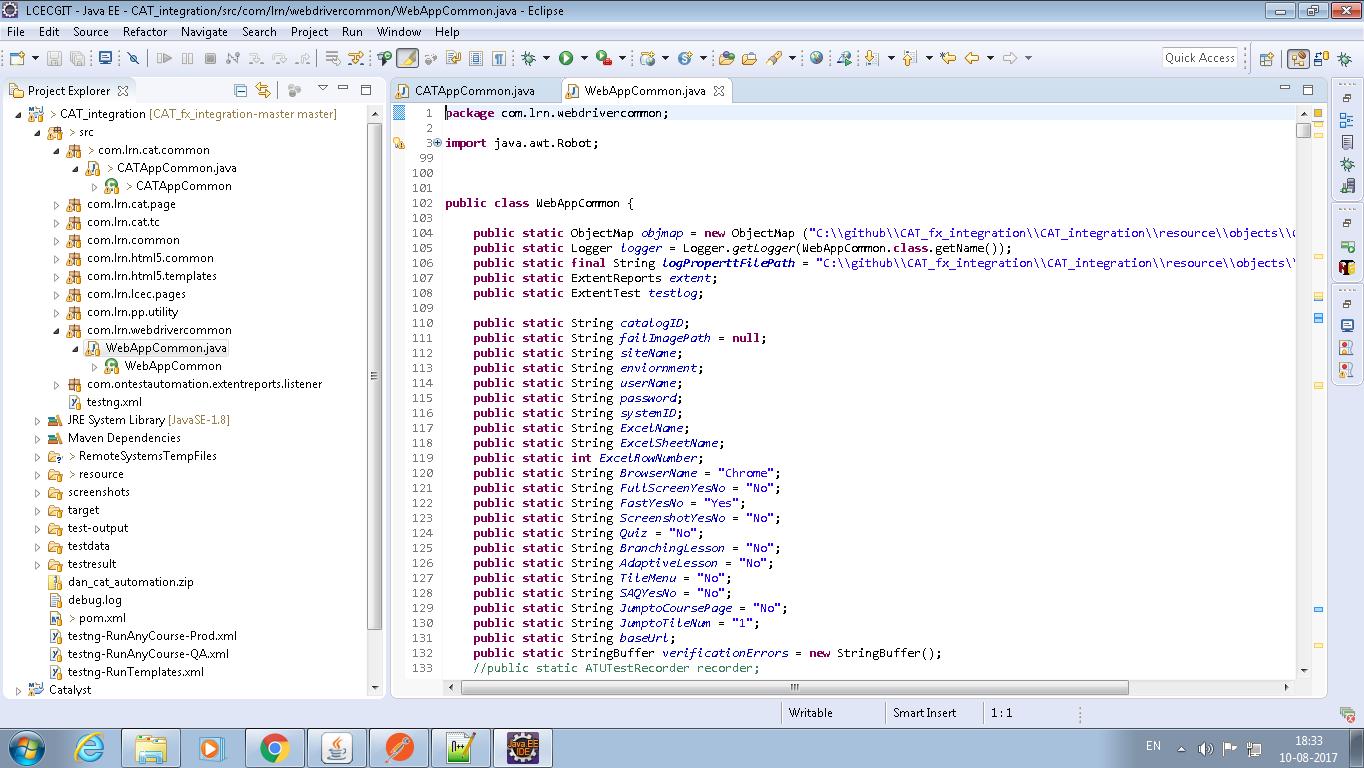 LCECGIT - Java EE - CAT_integration/src/com/lrn/webdrivercommon/WebAppCommon.java - Eclipse
File Edit Source Refactor Navigate Search Project Run Window Help
Quick Access
Project Explorer
CAT_integration [CAT_fx_integration-master master]
> src
> com.lrn.cat.common
> CATAppCommon.java
> CATAppCommon
com.lrn.cat.page
com.lrn.cat.tc
com.lrn.common
com.lrn.html5.common
com.lrn.html5.templates
com.lrn.lcec.pages
com.lrn.pp.utility
com.lrn.webdrivercommon
WebAppCommon.java
WebAppCommon
com.ontestautomation.extentreports.listener
testng.xml
JRE System Library [JavaSE-1.8]
Maven Dependencies
> RemoteSystemsTempFiles
> resource
screenshots
target
test-output
testdata
testresult
dan_cat_automation.zip
debug.log
> pom.xml
testng-RunAnyCourse-Prod.xml
testng-RunAnyCourse-QA.xml
testng-RunTemplates.xml
Catalyst
CATAppCommon.java WebAppCommon.java
1 package com.lrn.webdrivercommon;
2
3 import java.awt.Robot;
99
100
101
102 public class WebAppCommon {
103
104 public static ObjectMap objmap = new ObjectMap ("C:\\github\\CAT_fx_integration\\CAT_integration\\resource\\objects\\
105 public static Logger logger = Logger.getLogger(WebAppCommon.class.getName());
106 public static final String logProperttFilePath = "C:\\github\\CAT_fx_integration\\CAT_integration\\resource\\objects\\
107 public static ExtentReports extent;
108 public static ExtentTest testlog;
109
110 public static String catalogID;
111 public static String failImagePath = null;
112 public static String siteName;
113 public static String enviornment;
114 public static String userName;
115 public static String password;
116 public static String systemID;
117 public static String ExcelName;
118 public static String ExcelSheetName;
119 public static int ExcelRowNumber;
120 public static String BrowserName = "Chrome";
121 public static String FullScreenYesNo = "No";
122 public static String FastYesNo = "Yes";
123 public static String ScreenshotYesNo = "No";
124 public static String Quiz = "No";
125 public static String BranchingLesson = "No";
126 public static String AdaptiveLesson = "No";
127 public static String TileMenu = "No";
128 public static String SAQYesNo = "No";
129 public static String JumptoCoursePage = "No";
130 public static String JumptoTileNum = "1";
131 public static String baseUrl;
132 public static StringBuffer verificationErrors = new StringBuffer();
133 //public static ATUTestRecorder recorder;
Writable Smart Insert 1 : 1
Java EE
IDE
EN
18:33
10-08-2017